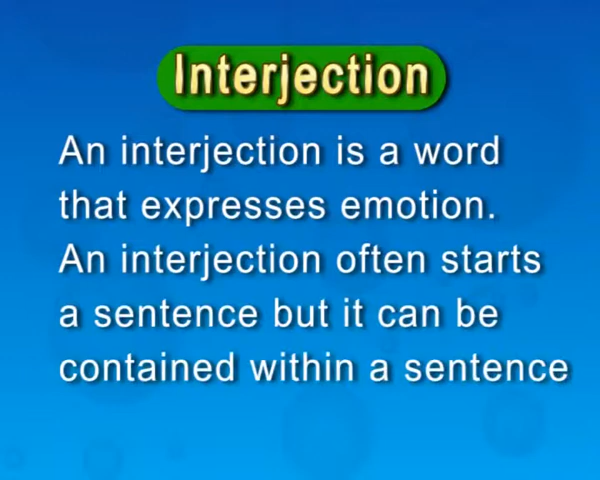 Interjection
An interjection is a word
that expresses emotion.
An interjection often starts
a sentence but it can be
contained within a sentence